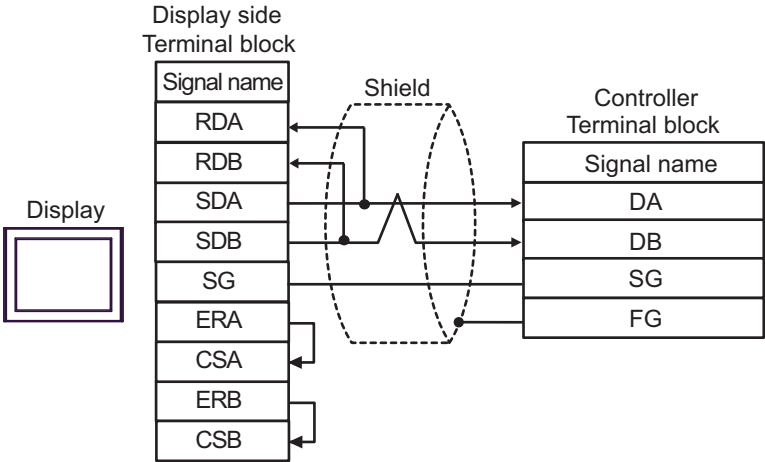 Display side
Terminal block
Signal name
RDA
RDB
SDA
SDB
SG
ERA
CSA
ERB
CSB
Display
Shield
Controller
Terminal block
Signal name
DA
DB
SG
FG